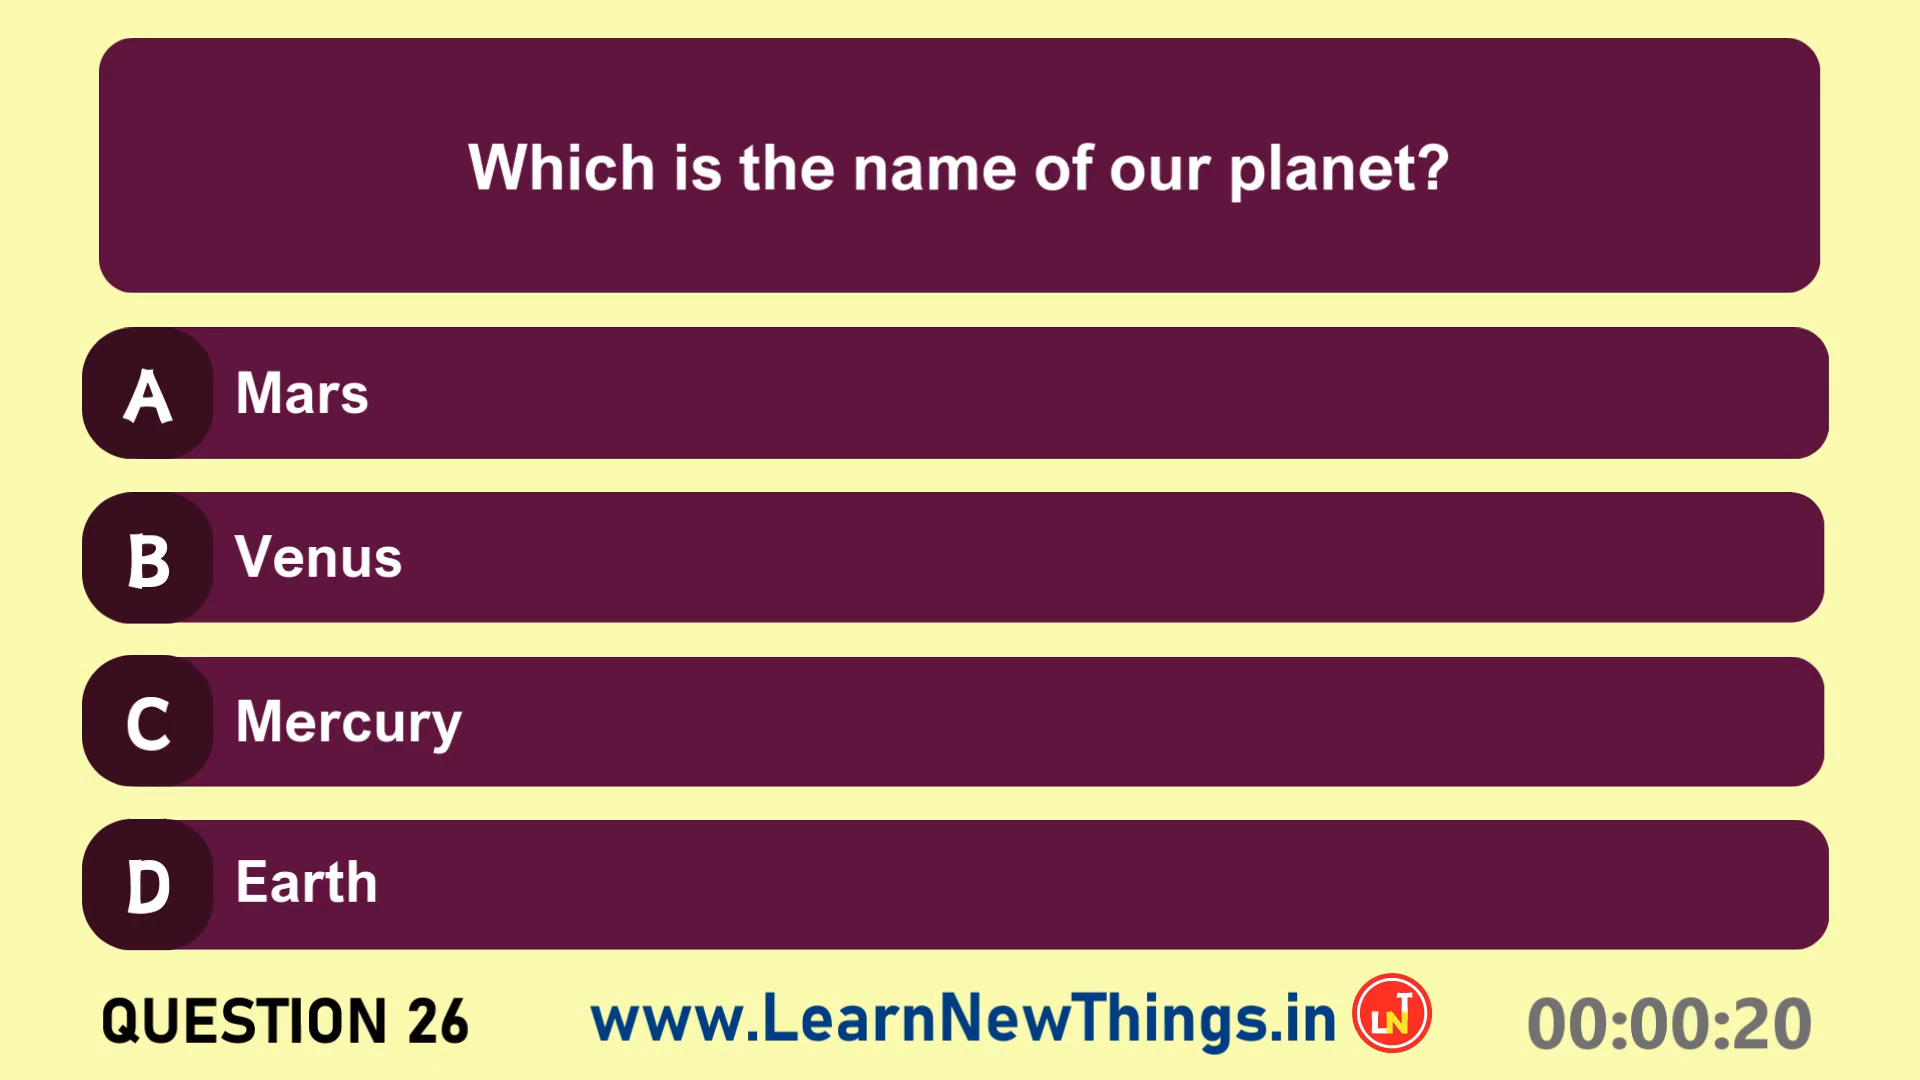 Which is the name of our planet?
A Mars
B Venus
C Mercury
D Earth
QUESTION 26 www.LearnNewThings.in LNT 00:00:20